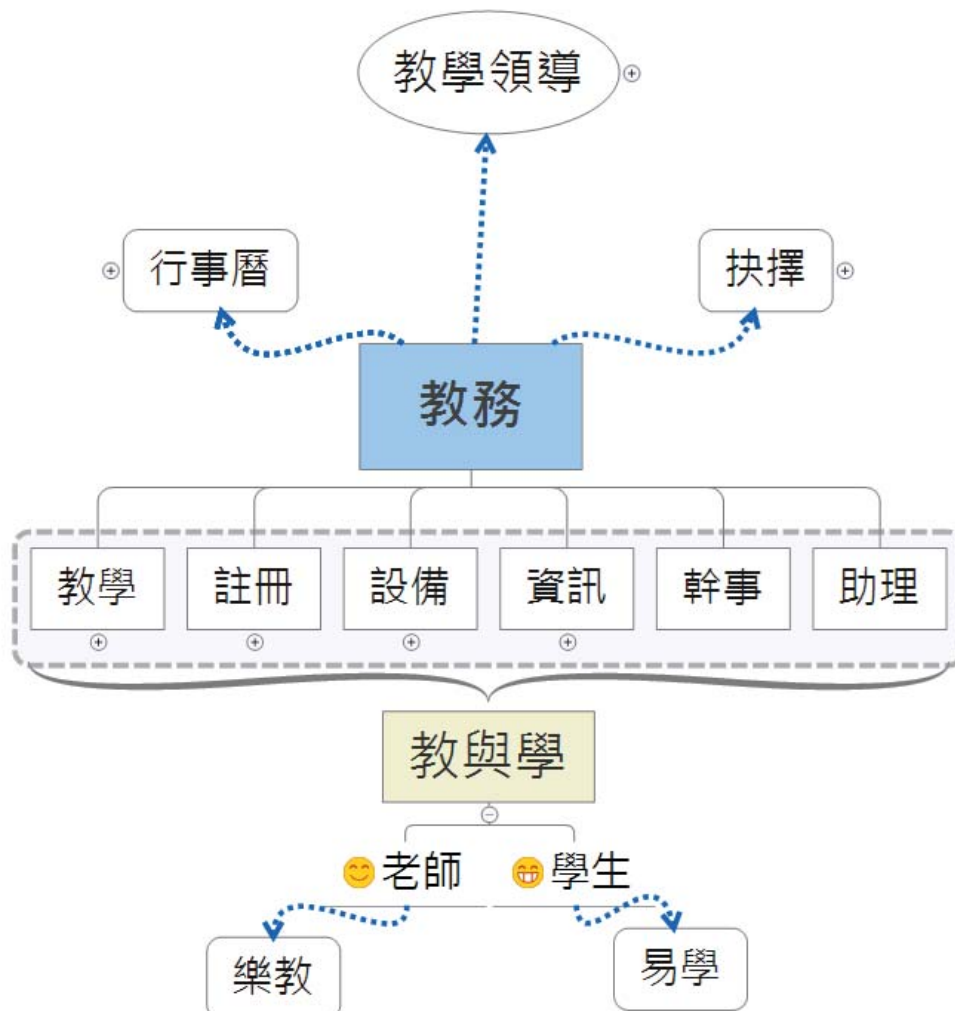 教學領導
行事曆
抉擇
教務
教學
註冊
設備
資訊
幹事
助理
教與學
老師
學生
樂教
易學